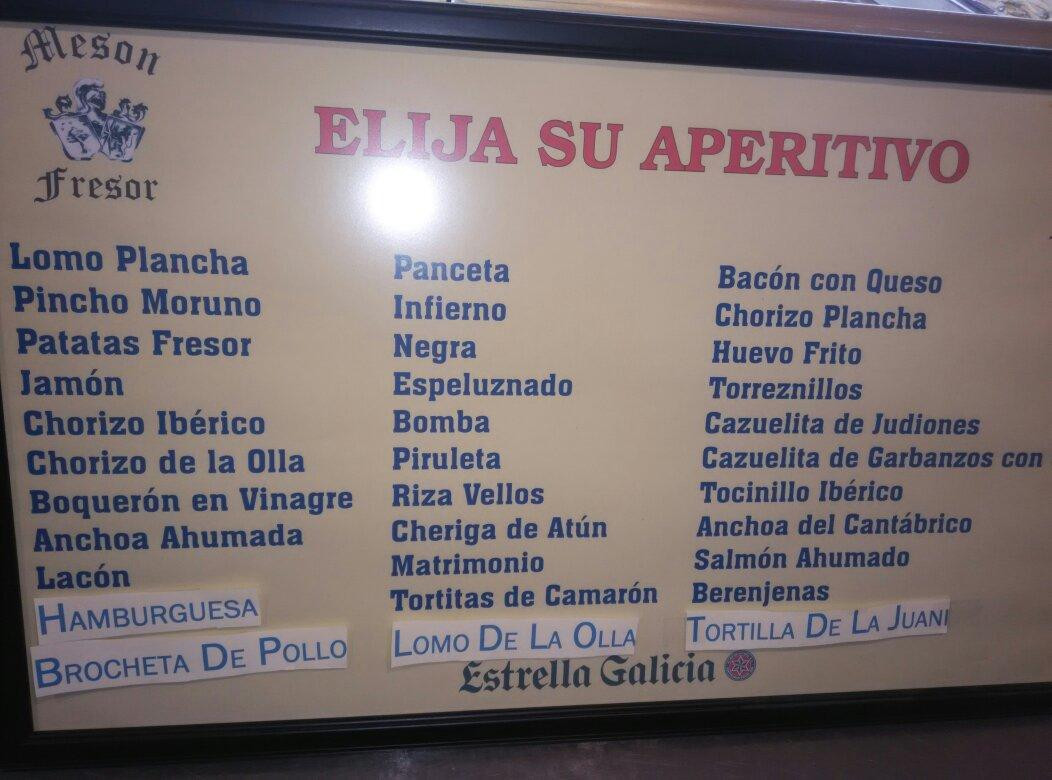 Meson
Fresor
ELIJA SU APERITIVO
Lomo Plancha
Pincho Moruno
Patatas Fresor
Jamón
Chorizo Ibérico
Chorizo de la Olla
Boquerón en Vinagre
Anchoa Ahumada
Lacón
HAMBURGUESA
BROCHETA DE POLLO
Panceta
Infierno
Negra
Espeluznado
Bomba
Piruleta
Riza Vellos
Cheriga de Atún
Matrimonio
Tortitas de Camarón
LOMO DE LA OLLA
Bacón con Queso
Chorizo Plancha
Huevo Frito
Torreznillos
Cazuelita de Judiones
Cazuelita de Garbanzos con
Tocinillo Ibérico
Anchoa del Cantábrico
Salmón Ahumado
Berenjenas
TORTILLA DE LA JUANI
Estrella Galicia